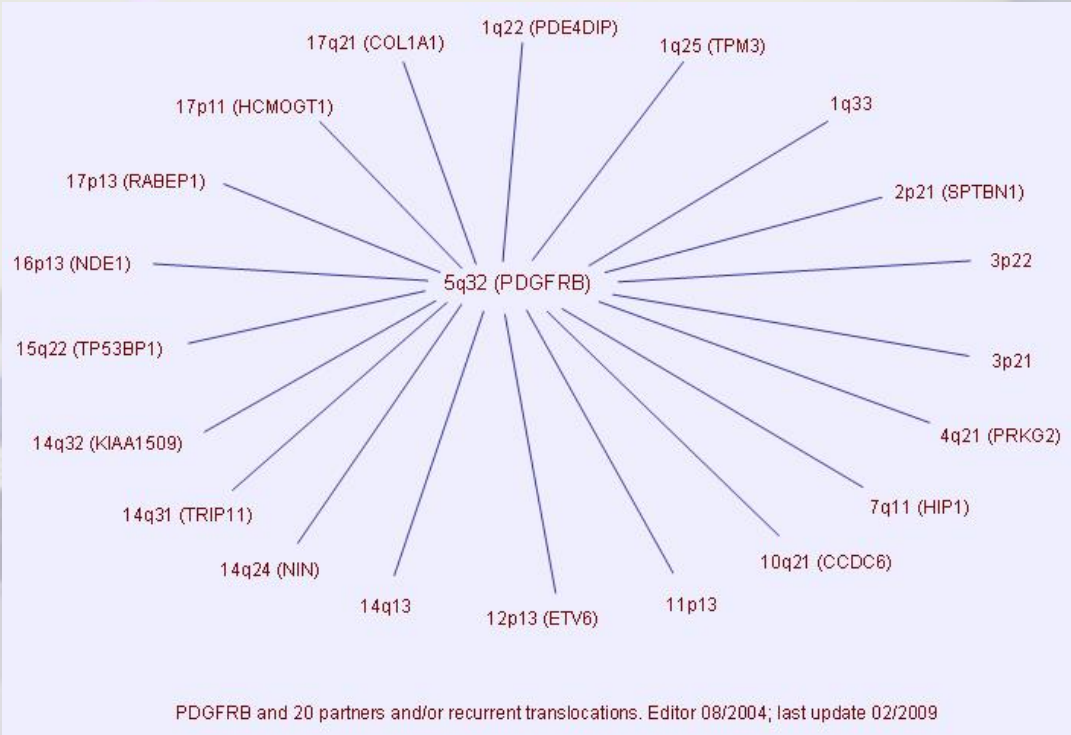 1q22 (PDE4DIP)
17q21 (COL1A1)
1q25 (TPM3)
17p11 (HCMOGT1)
1q33
17p13 (RABEP1)
2p21 (SPTBN1)
16p13 (NDE1)
3p22
5q32 (PDGFRB)
15q22 (TP53BP1)
3p21
14q32 (KIAA1509)
4q21 (PRKG2)
14q31 (TRIP11)
7q11 (HIP1)
14q24 (NIN)
10q21 (CCDC6)
14q13
11p13
12p13 (ETV6)
PDGFRB and 20 partners and/or recurrent translocations. Editor 08/2004; last update 02/2009